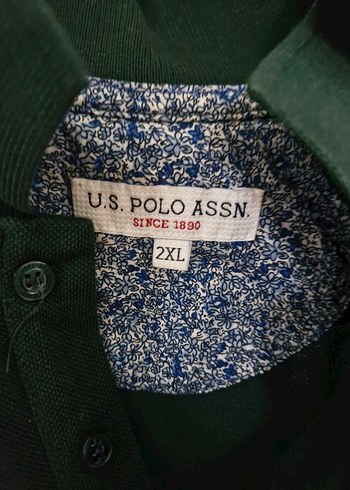 U.S. POLO ASSN.
SINCE 1890
2XL